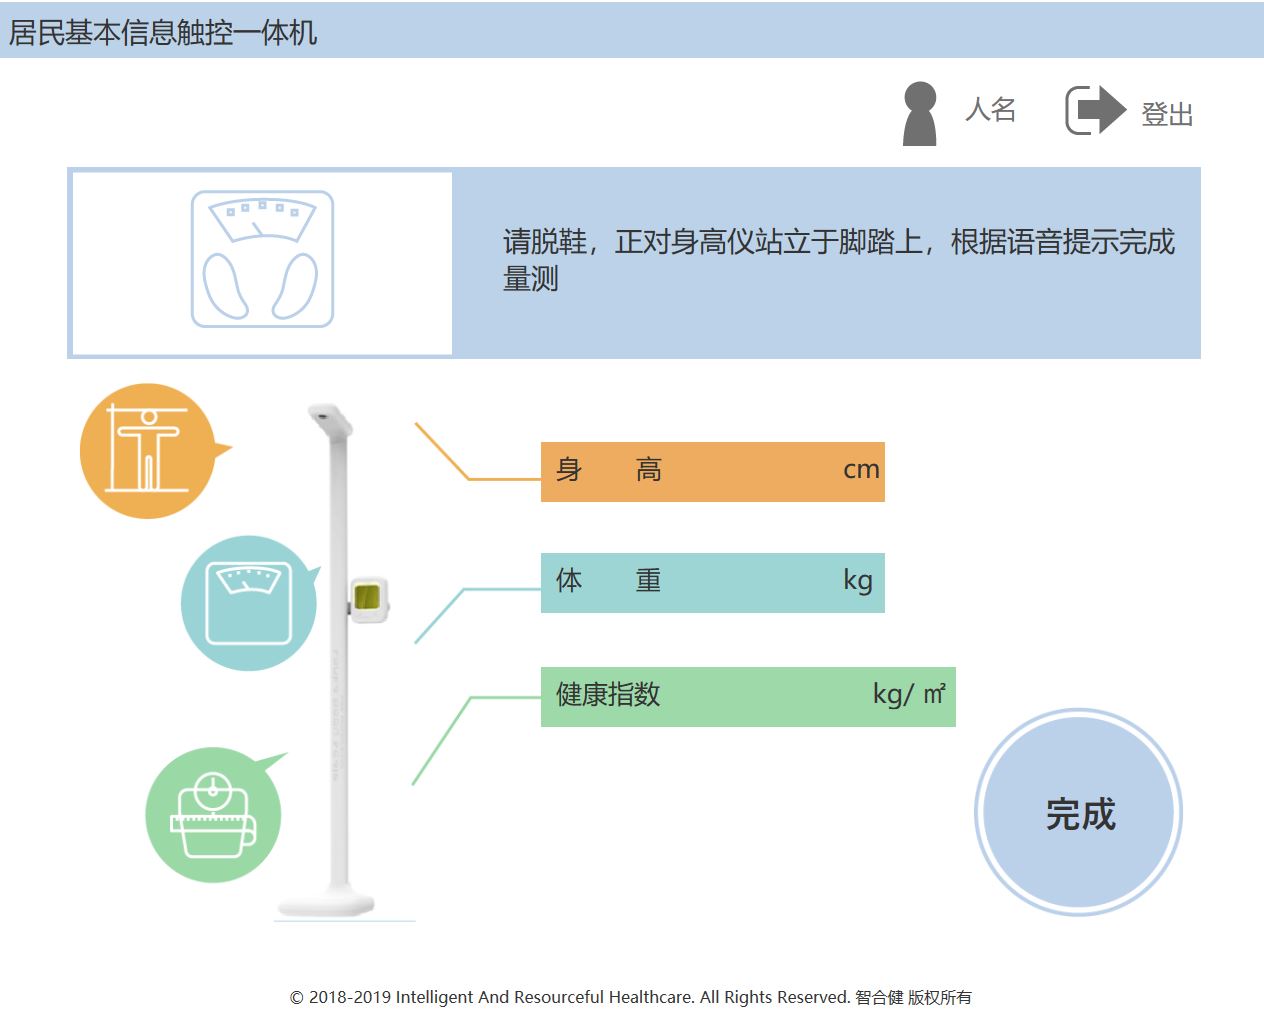 居民基本信息触控一体机
人名
登出
请脱鞋，正对身高仪站立于脚踏上，根据语音提示完成
量测
身 高 cm
体 重 kg
健康指数 kg/ ㎡
完成
© 2018-2019 Intelligent And Resourceful Healthcare. All Rights Reserved. 智合健 版权所有